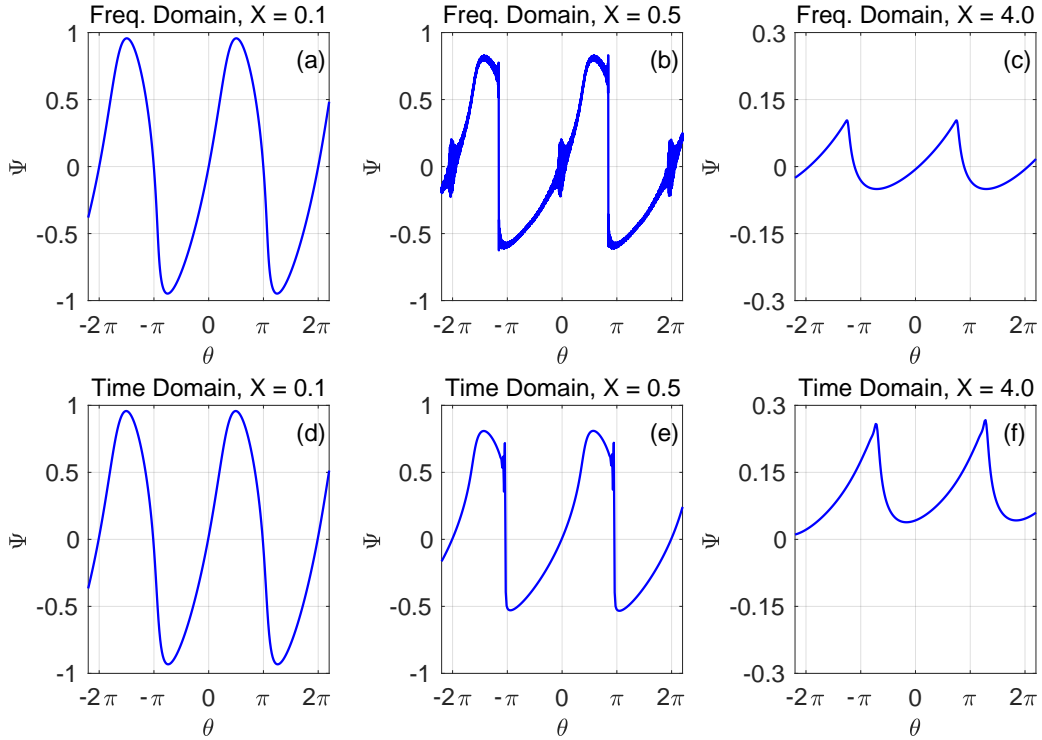 Freq. Domain, X = 0.1
(a)
1
0.5
0
-0.5
-1
Ψ
-2π -π 0 π 2π
θ
Freq. Domain, X = 0.5
(b)
1
0.5
0
-0.5
-1
Ψ
-2π -π 0 π 2π
θ
Freq. Domain, X = 4.0
(c)
0.3
0.15
0
-0.15
-0.3
Ψ
-2π -π 0 π 2π
θ
Time Domain, X = 0.1
(d)
1
0.5
0
-0.5
-1
Ψ
-2π -π 0 π 2π
θ
Time Domain, X = 0.5
(e)
1
0.5
0
-0.5
-1
Ψ
-2π -π 0 π 2π
θ
Time Domain, X = 4.0
(f)
0.3
0.15
0
-0.15
-0.3
Ψ
-2π -π 0 π 2π
θ